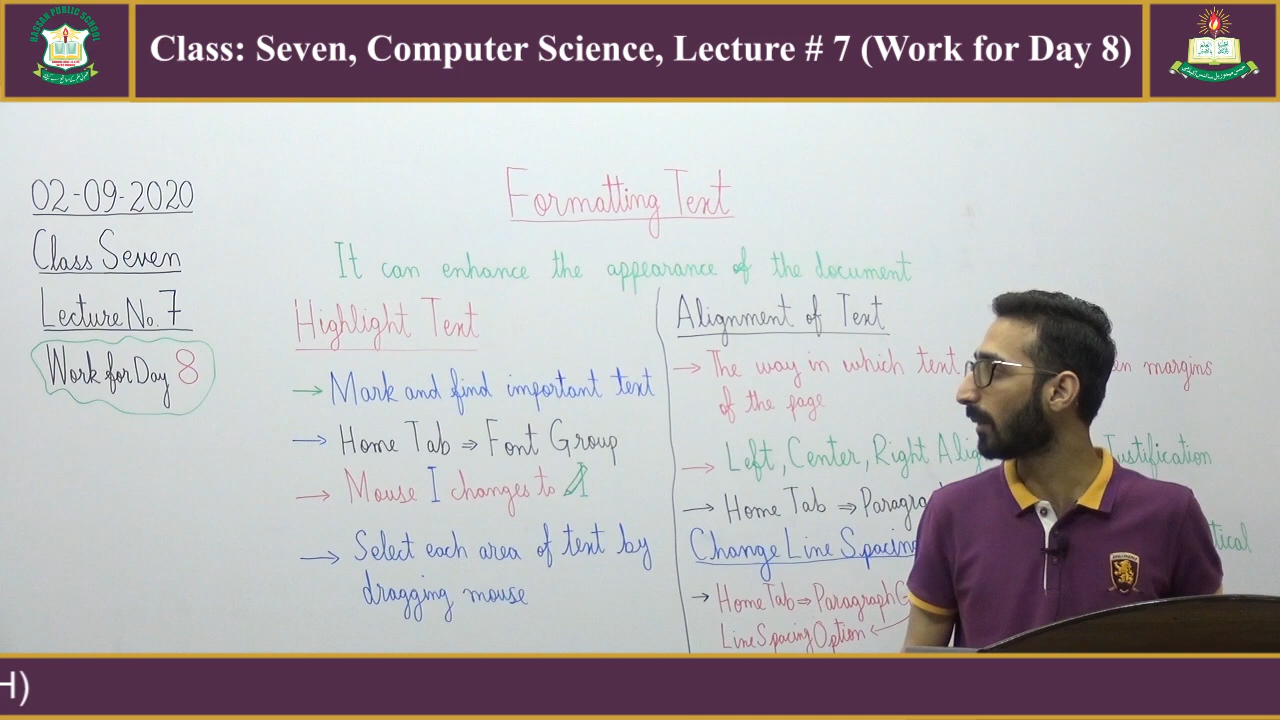 HASSAN PUBLIC SCHOOL
Class: Seven, Computer Science, Lecture # 7 (Work for Day 8)
02-09-2020
Class Seven
Lecture No. 7
Work for Day 8
Formatting Text
It can enhance the appearance of the document
Highlight Text
→ Mark and find important text
→ Home Tab ⇒ Font Group
→ Mouse I changes to
→ Select each area of text by
dragging mouse
Alignment of Text
→ The way in which text
margins
of the page
→ Left, Center, Right
Justification
→ Home Tab ⇒
Change Line Spacing
→ Home Tab ⇒ Paragraph
Line Spacing Option ←
H)